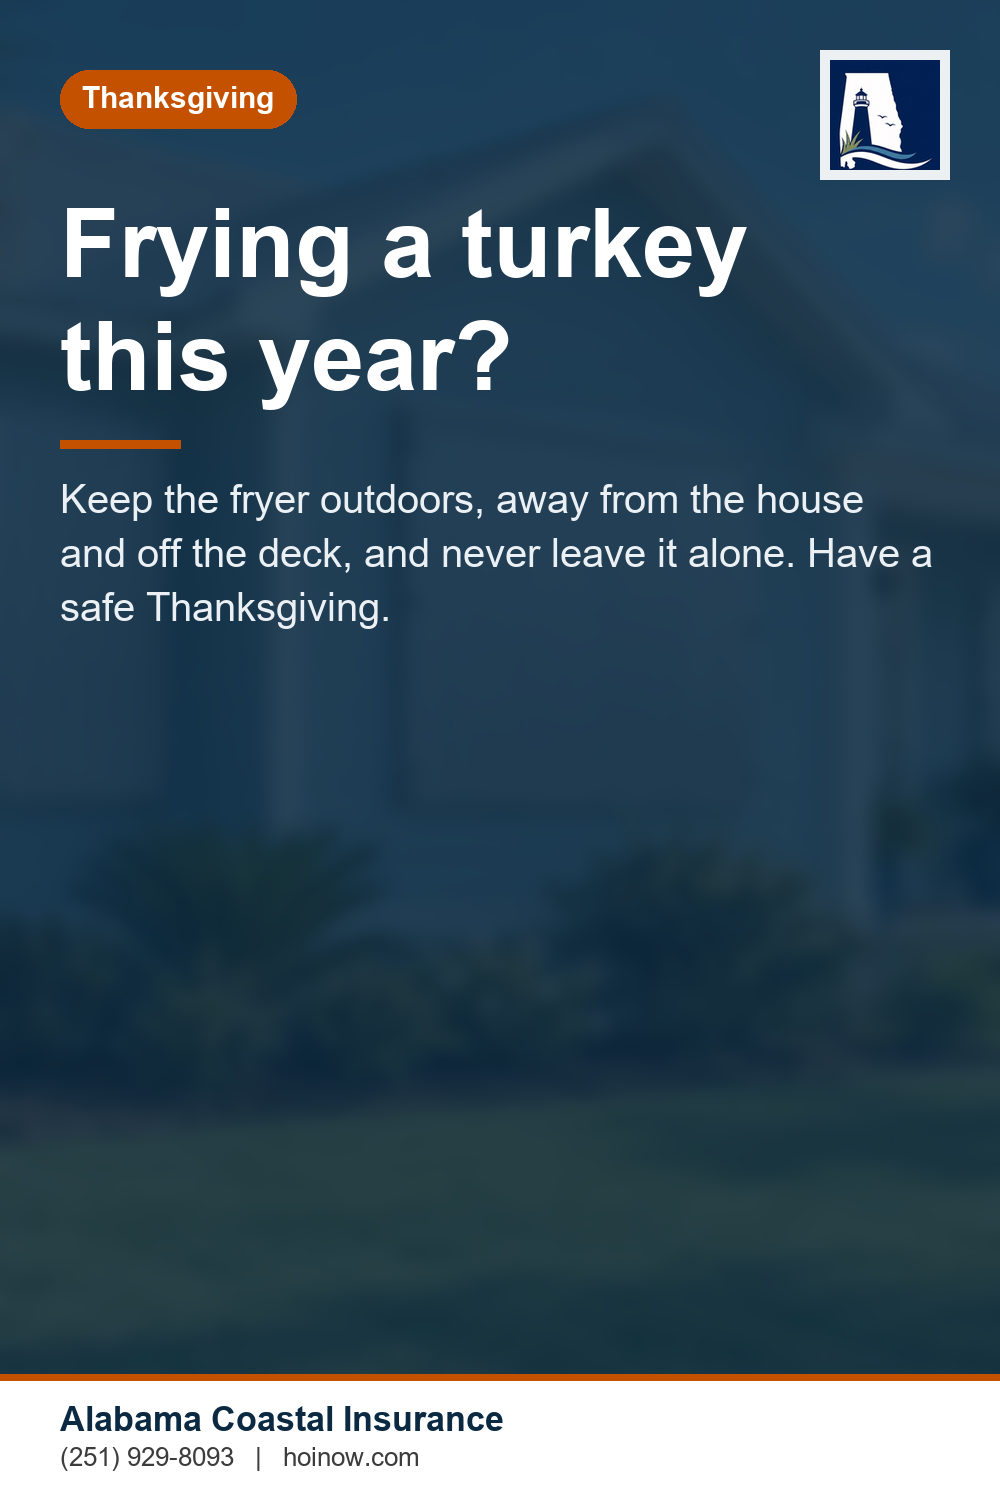 Thanksgiving
Frying a turkey
this year?
Keep the fryer outdoors, away from the house
and off the deck, and never leave it alone. Have a
safe Thanksgiving.
Alabama Coastal Insurance
(251) 929-8093 | hoinow.com